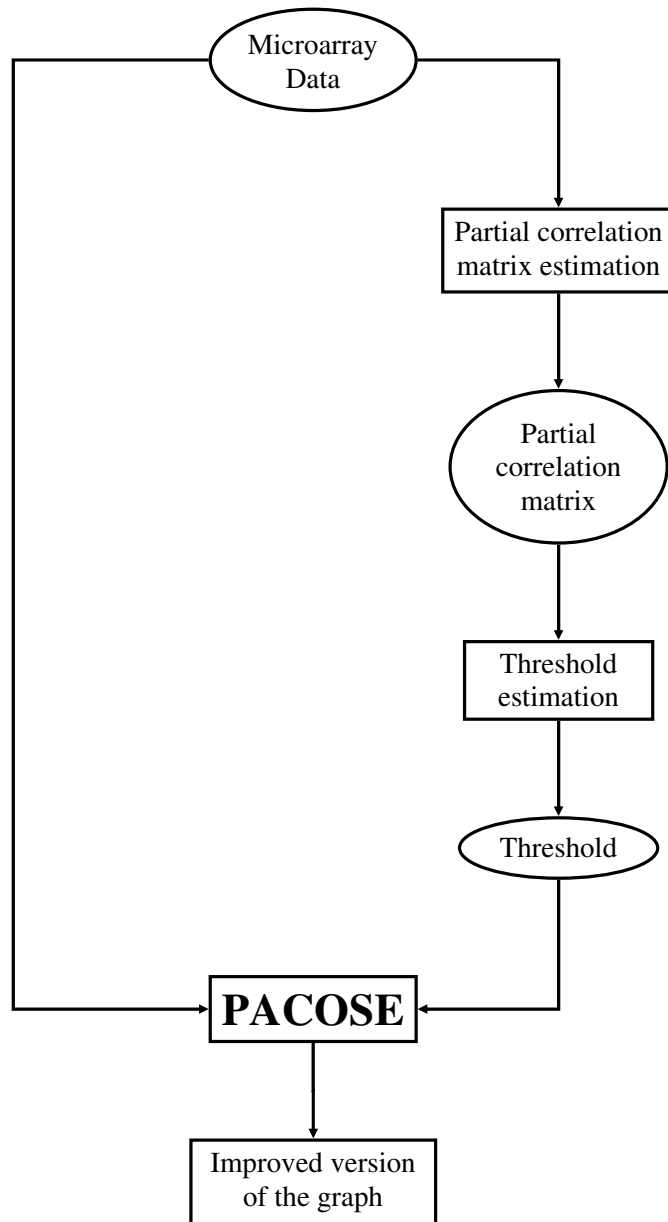 Microarray
Data
Partial correlation
matrix estimation
Partial
correlation
matrix
Threshold
estimation
Threshold
PACOSE
Improved version
of the graph